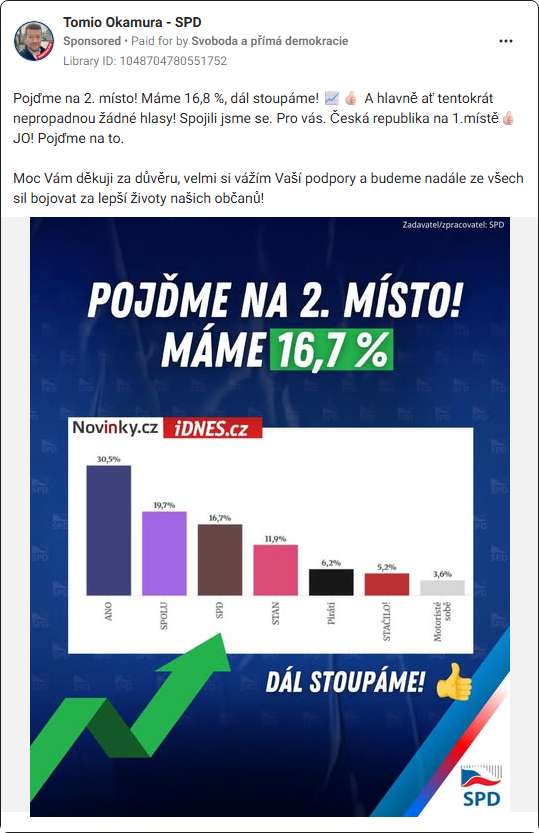 Tomio Okamura - SPD
Sponsored • Paid for by Svoboda a přímá demokracie
Library ID: 1048704780551752
Pojďme na 2. místo! Máme 16,8 %, dál stoupáme! 📈👍🏻 A hlavně ať tentokrát
nepropadnou žádné hlasy! Spojili jsme se. Pro vás. Česká republika na 1.místě👍🏻
JO! Pojďme na to.
Moc Vám děkuji za důvěru, velmi si vážím Vaší podpory a budeme nadále ze všech
sil bojovat za lepší životy našich občanů!
Zadavatel/zpracovatel: SPD
POJĎME NA 2. MÍSTO!
MÁME 16,7 %
Novinky.cz iDNES.cz
30,5%
19,7%
16,7%
11,9%
6,2%
5,2%
3,6%
ANO
SPOLU
SPD
STAN
Piráti
STAČILO!
Motoristé
sobě
DÁL STOUPÁME! 👍
SPD